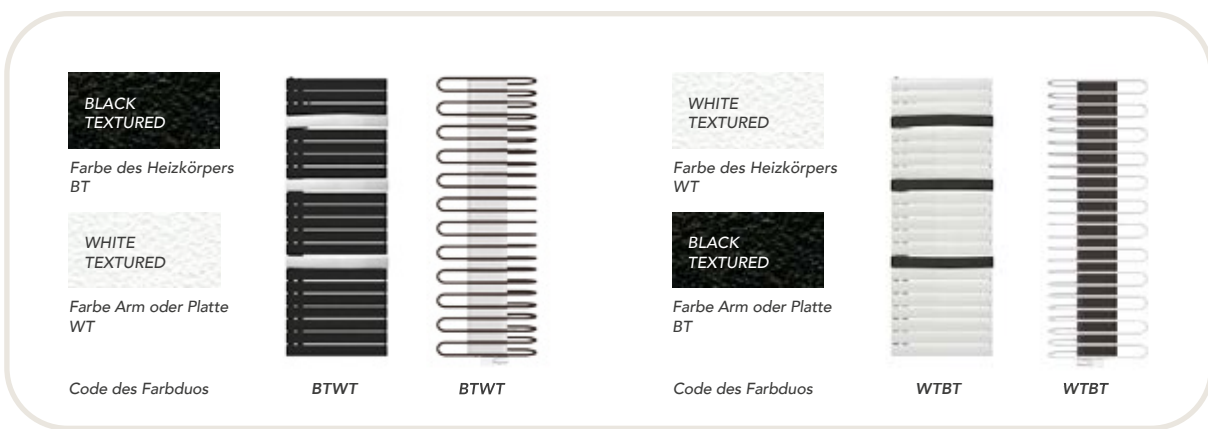 BLACK
TEXTURED
Farbe des Heizkörpers
BT
WHITE
TEXTURED
Farbe Arm oder Platte
WT
Code des Farbduos
BTWT
BTWT
WHITE
TEXTURED
Farbe des Heizkörpers
WT
BLACK
TEXTURED
Farbe Arm oder Platte
BT
Code des Farbduos
WTBT
WTBT